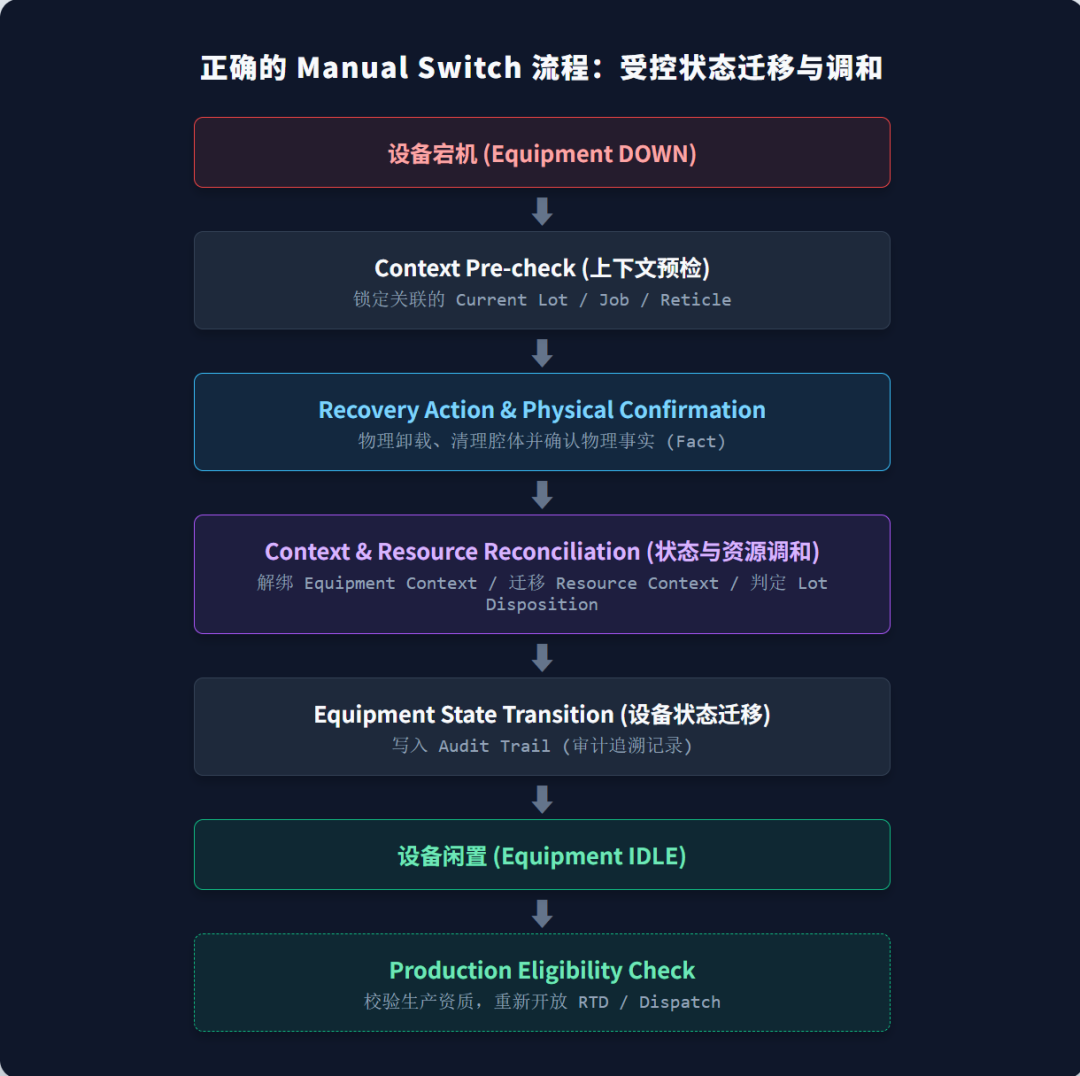 正确的 Manual Switch 流程：受控状态迁移与调和
设备宕机 (Equipment DOWN)
Context Pre-check (上下文预检)
锁定关联的 Current Lot / Job / Reticle
Recovery Action & Physical Confirmation
物理卸载、清理腔体并确认物理事实 (Fact)
Context & Resource Reconciliation (状态与资源调和)
解绑 Equipment Context / 迁移 Resource Context / 判定 Lot
Disposition
Equipment State Transition (设备状态迁移)
写入 Audit Trail (审计追溯记录)
设备闲置 (Equipment IDLE)
Production Eligibility Check
校验生产资质，重新开放 RTD / Dispatch